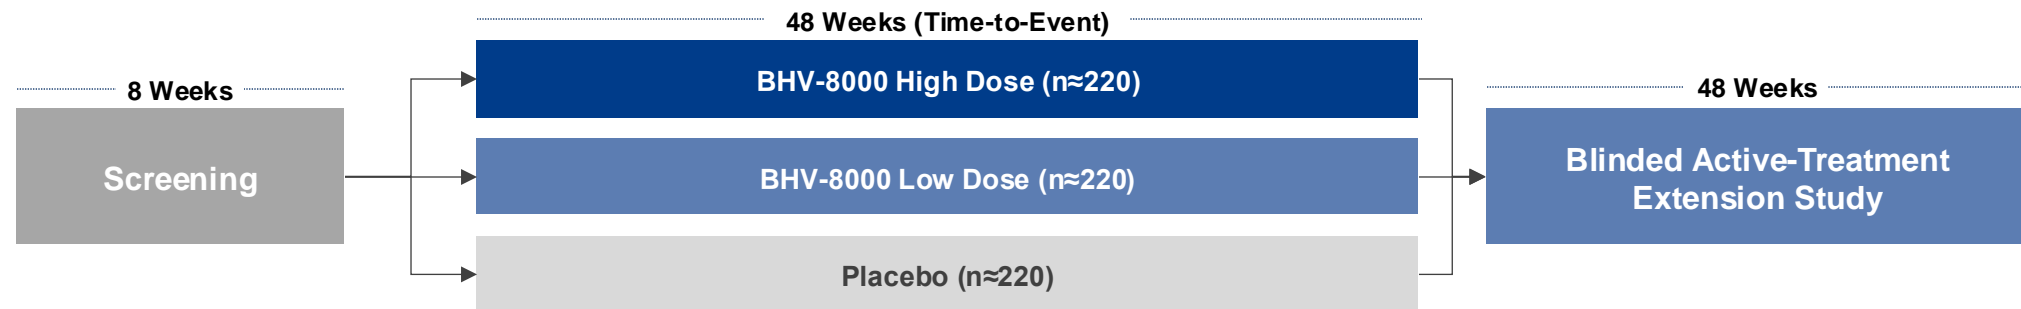 8 Weeks
Screening
48 Weeks (Time-to-Event)
BHV-8000 High Dose (n≈220)
BHV-8000 Low Dose (n≈220)
Placebo (n≈220)
48 Weeks
Blinded Active-Treatment
Extension Study